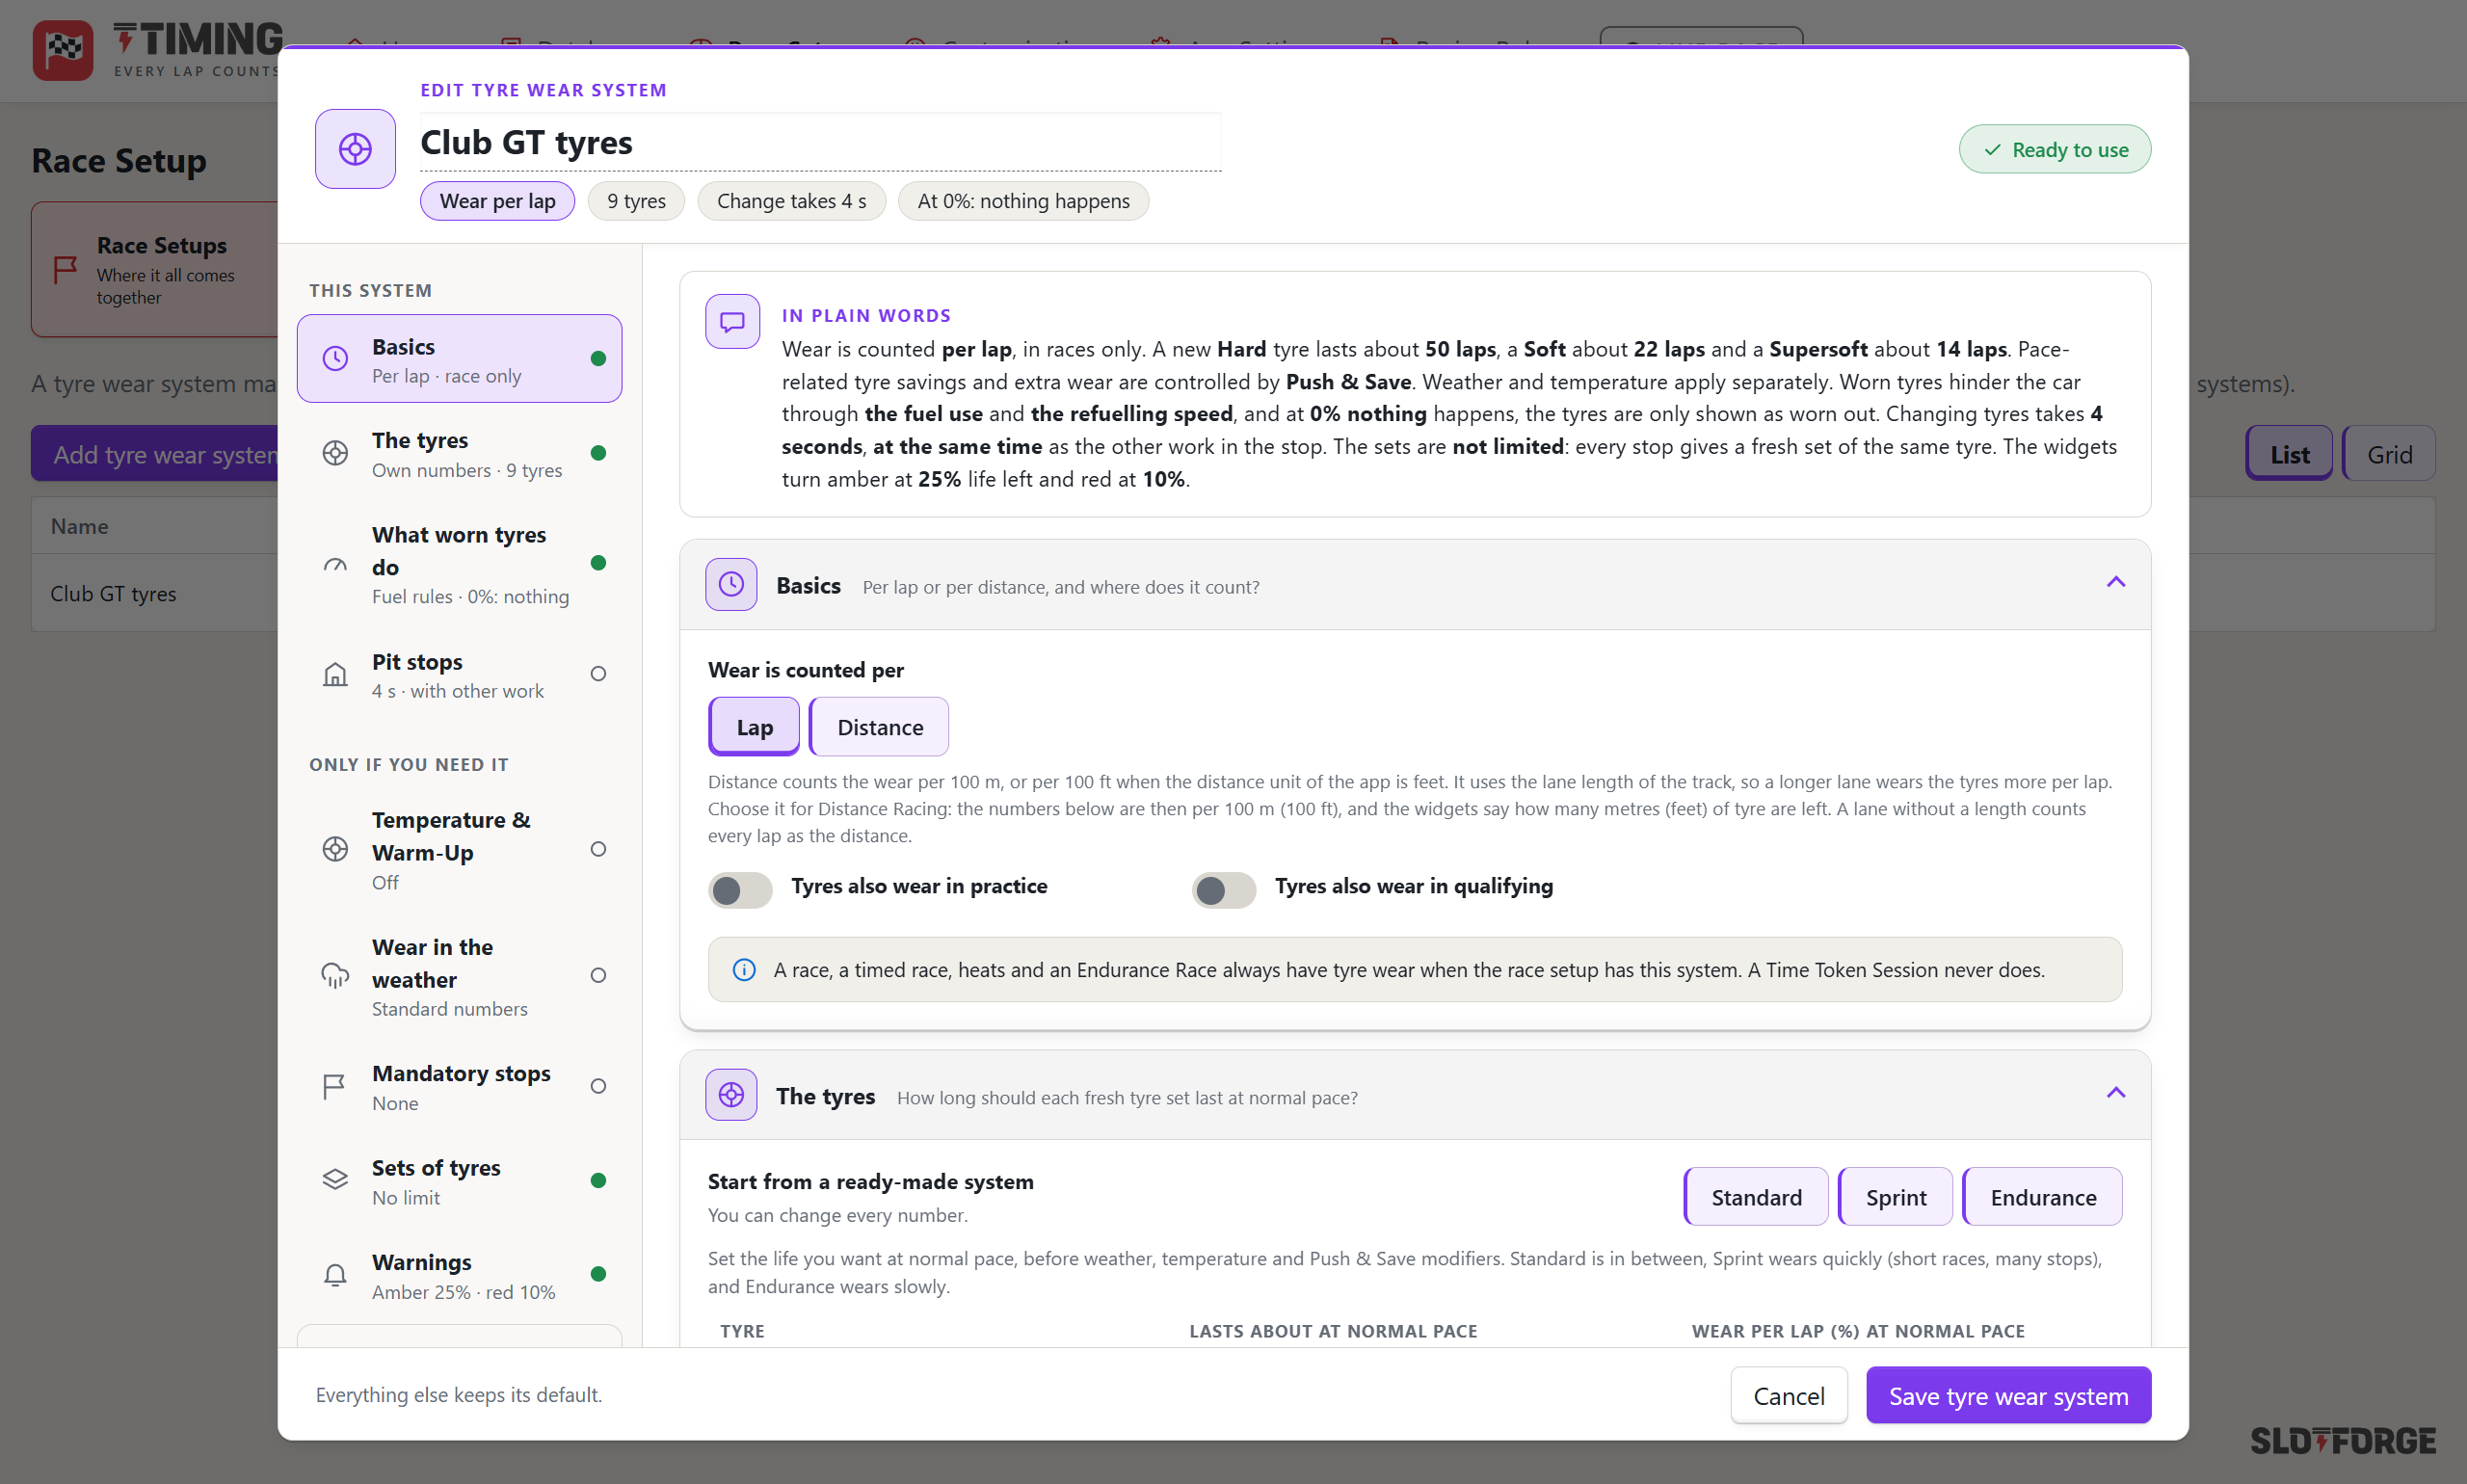 TIMING
EVERY LAP COUNTS
Race Setup
Race Setups
Where it all comes
together
A tyre wear system ma
systems).
Add tyre wear system
List
Grid
Name
Club GT tyres
EDIT TYRE WEAR SYSTEM
Club GT tyres
Wear per lap
9 tyres
Change takes 4 s
At 0%: nothing happens
Ready to use
THIS SYSTEM
Basics
Per lap · race only
The tyres
Own numbers · 9 tyres
What worn tyres
do
Fuel rules · 0%: nothing
Pit stops
4 s · with other work
ONLY IF YOU NEED IT
Temperature &
Warm-Up
Off
Wear in the
weather
Standard numbers
Mandatory stops
None
Sets of tyres
No limit
Warnings
Amber 25% · red 10%
IN PLAIN WORDS
Wear is counted per lap, in races only. A new Hard tyre lasts about 50 laps, a Soft about 22 laps and a Supersoft about 14 laps. Pace-
related tyre savings and extra wear are controlled by Push & Save. Weather and temperature apply separately. Worn tyres hinder the car
through the fuel use and the refuelling speed, and at 0% nothing happens, the tyres are only shown as worn out. Changing tyres takes 4
seconds, at the same time as the other work in the stop. The sets are not limited: every stop gives a fresh set of the same tyre. The widgets
turn amber at 25% life left and red at 10%.
Basics
Per lap or per distance, and where does it count?
Wear is counted per
Lap
Distance
Distance counts the wear per 100 m, or per 100 ft when the distance unit of the app is feet. It uses the lane length of the track, so a longer lane wears the tyres more per lap.
Choose it for Distance Racing: the numbers below are then per 100 m (100 ft), and the widgets say how many metres (feet) of tyre are left. A lane without a length counts
every lap as the distance.
Tyres also wear in practice
Tyres also wear in qualifying
A race, a timed race, heats and an Endurance Race always have tyre wear when the race setup has this system. A Time Token Session never does.
The tyres
How long should each fresh tyre set last at normal pace?
Start from a ready-made system
You can change every number.
Standard
Sprint
Endurance
Set the life you want at normal pace, before weather, temperature and Push & Save modifiers. Standard is in between, Sprint wears quickly (short races, many stops),
and Endurance wears slowly.
TYRE
LASTS ABOUT AT NORMAL PACE
WEAR PER LAP (%) AT NORMAL PACE
Everything else keeps its default.
Cancel
Save tyre wear system
SLOTFORGE